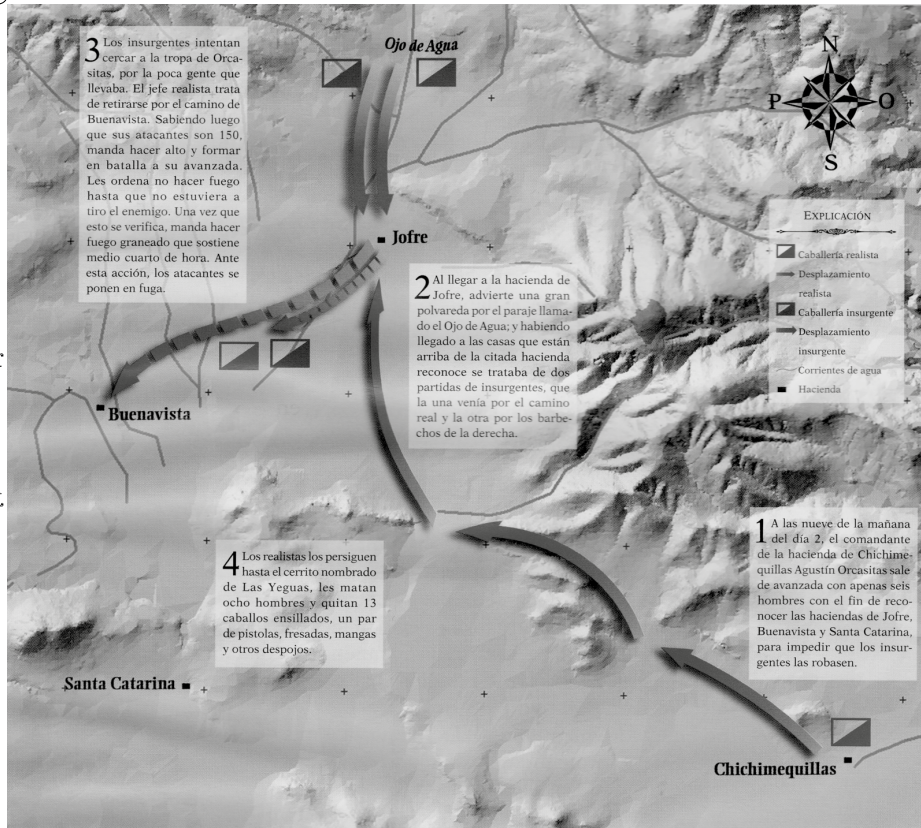 3 Los insurgentes intentan
cercar a la tropa de Orca-
sitas, por la poca gente que
llevaba. El jefe realista trata
de retirarse por el camino de
Buenavista. Sabiendo luego
que sus atacantes son 150,
manda hacer alto y formar
en batalla a su avanzada.
Les ordena no hacer fuego
hasta que no estuviera a
tiro el enemigo. Una vez que
esto se verifica, manda hacer
fuego graneado que sostiene
medio cuarto de hora. Ante
esta acción, los atacantes se
ponen en fuga.
Ojo de Agua
N
P
O
S
EXPLICACIÓN
Caballería realista
Desplazamiento
realista
Caballería insurgente
Desplazamiento
insurgente
Corrientes de agua
Hacienda
Jofre
2 Al llegar a la hacienda de
Jofre, advierte una gran
polvareda por el paraje llama-
do el Ojo de Agua; y habiendo
llegado a las casas que están
arriba de la citada hacienda
reconoce se trataba de dos
partidas de insurgentes, que
la una venía por el camino
real y la otra por los barbe-
chos de la derecha.
Buenavista
1 A las nueve de la mañana
del día 2, el comandante
de la hacienda de Chichime-
quillas Agustín Orcasitas sale
de avanzada con apenas seis
hombres con el fin de reco-
nocer las haciendas de Jofre,
Buenavista y Santa Catarina,
para impedir que los insur-
gentes las robasen.
4 Los realistas los persiguen
hasta el cerrito nombrado
de Las Yeguas, les matan
ocho hombres y quitan 13
caballos ensillados, un par
de pistolas, fresadas, mangas
y otros despojos.
Santa Catarina
Chichimequillas